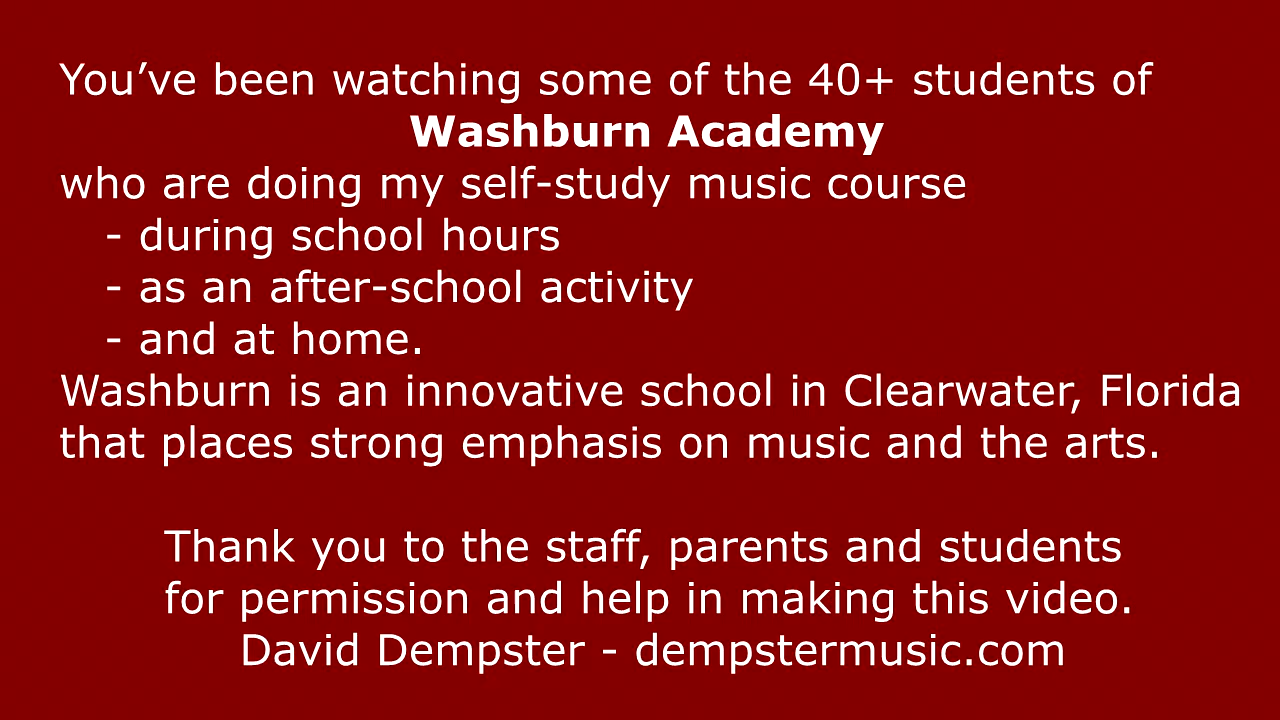 You’ve been watching some of the 40+ students of
Washburn Academy
who are doing my self-study music course
- during school hours
- as an after-school activity
- and at home.
Washburn is an innovative school in Clearwater, Florida
that places strong emphasis on music and the arts.
Thank you to the staff, parents and students
for permission and help in making this video.
David Dempster - dempstermusic.com